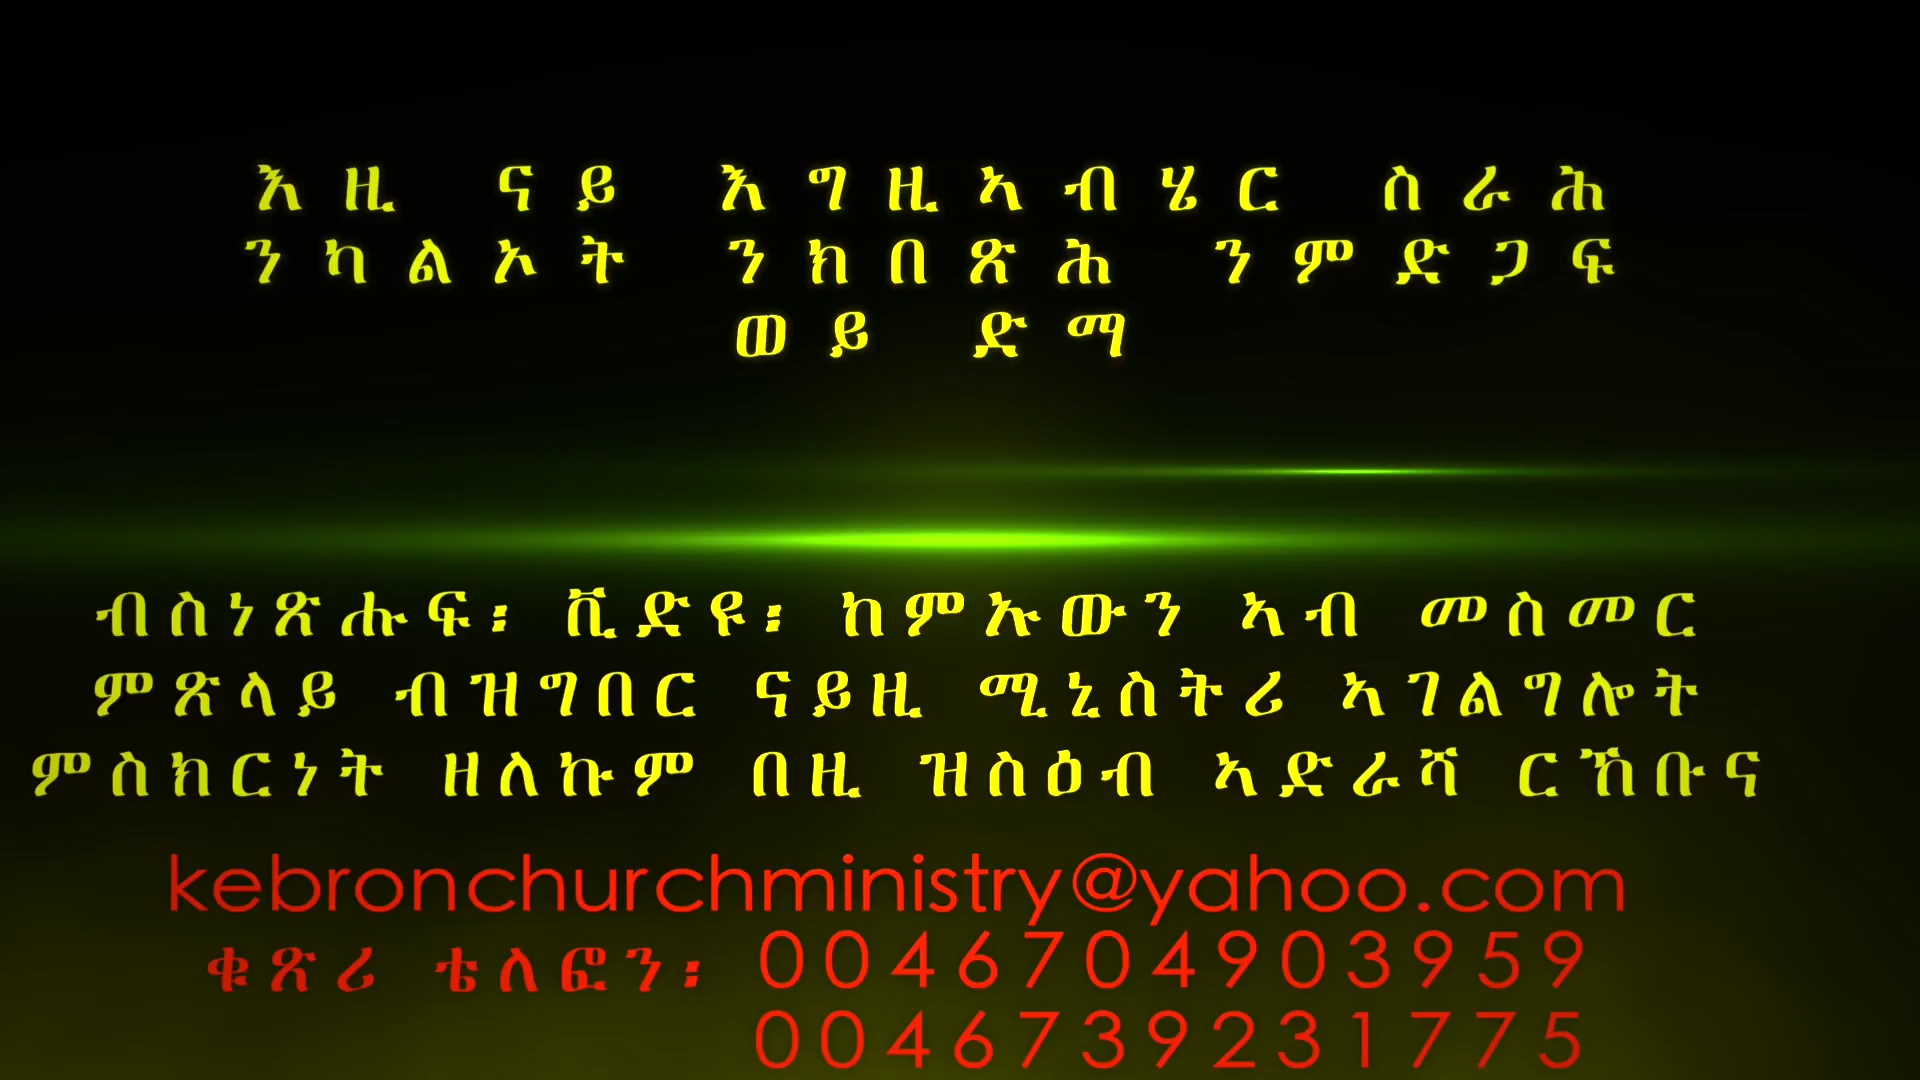 እዚ ናይ እግዚኣብሄር ስራሕ
ንካልኦት ንክበጽሕ ንምድጋፍ
ወይ ድማ
ብስነጽሑፍ፡ ቪድዩ፡ ከምኡውን ኣብ መስመር
ምጽላይ ብዝግበር ናይዚ ሚኒስትሪ ኣገልግሎት
ምስክርነት ዘለኩም በዚ ዝስዕብ ኣድራሻ ርኸቡና
kebronchurchministry@yahoo.com
ቁጽሪ ቴለፎን፡ 0046704903959
0046739231775